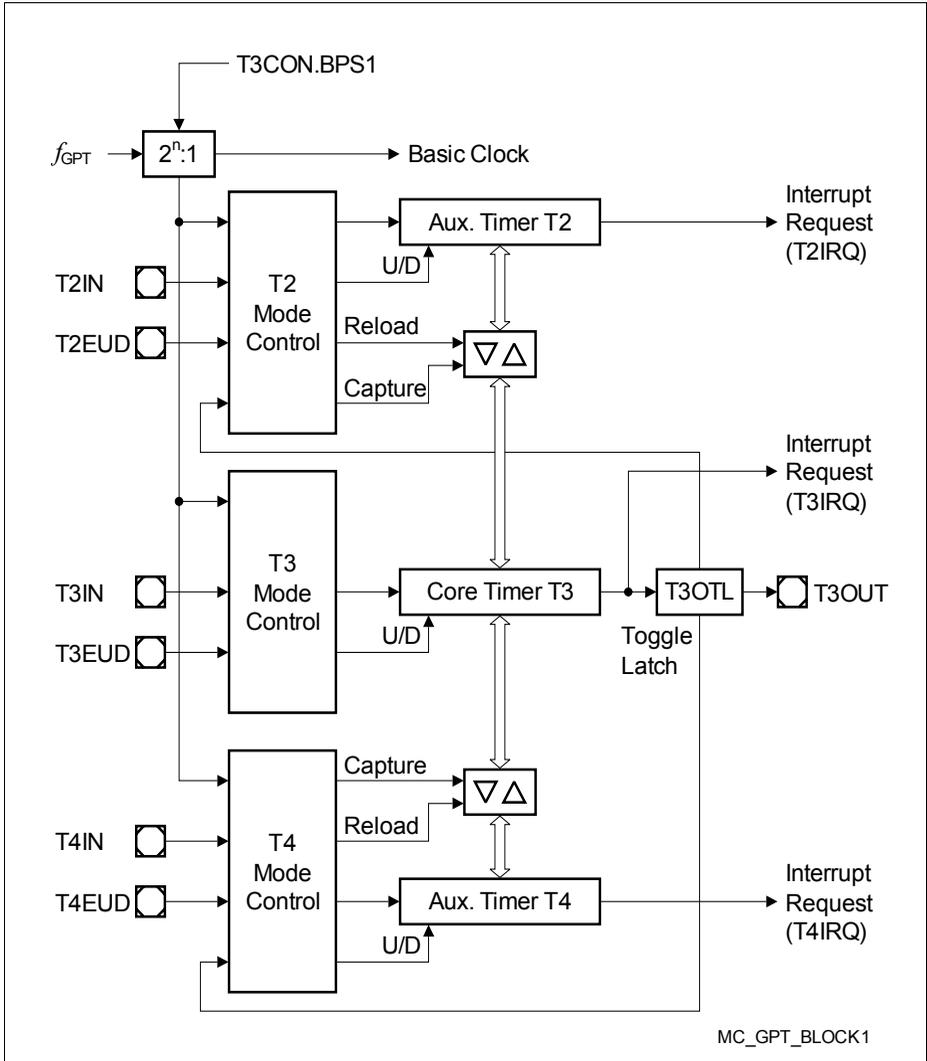 T3CON.BPS1
fGPT
2n:1
Basic Clock
Interrupt
Request
(T2IRQ)
Aux. Timer T2
U/D
T2IN
T2
Mode
Control
T2EUD
Reload
Capture
Interrupt
Request
(T3IRQ)
T3
Mode
Control
T3IN
Core Timer T3
T3OTL
T3OUT
U/D
T3EUD
Toggle
Latch
Capture
Reload
T4IN
T4
Mode
Control
T4EUD
Aux. Timer T4
Interrupt
Request
(T4IRQ)
U/D
MC_GPT_BLOCK1